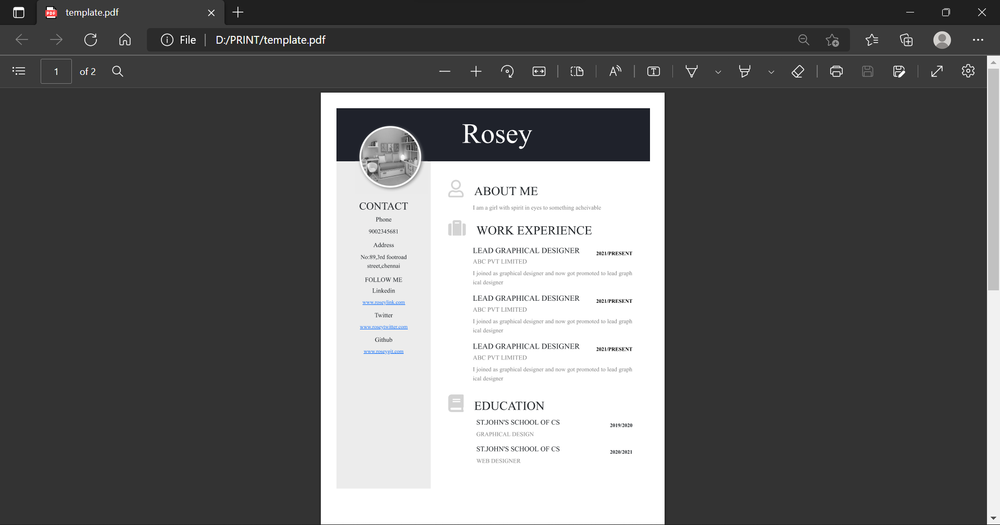 template.pdf
File
D:/PRINT/template.pdf
1 of 2
Rosey
CONTACT
Phone
9002345681
Address
No:89,3rd footroad
street,chennai
FOLLOW ME
Linkedin
www.roseylink.com
Twitter
www.roseytwitter.com
Github
www.roseygit.com
ABOUT ME
I am a girl with spirit in eyes to something acheivable
WORK EXPERIENCE
LEAD GRAPHICAL DESIGNER 2021/PRESENT
ABC PVT LIMITED
I joined as graphical designer and now got promoted to lead graph
ical designer
LEAD GRAPHICAL DESIGNER 2021/PRESENT
ABC PVT LIMITED
I joined as graphical designer and now got promoted to lead graph
ical designer
LEAD GRAPHICAL DESIGNER 2021/PRESENT
ABC PVT LIMITED
I joined as graphical designer and now got promoted to lead graph
ical designer
EDUCATION
ST.JOHN'S SCHOOL OF CS 2019/2020
GRAPHICAL DESIGN
ST.JOHN'S SCHOOL OF CS 2020/2021
WEB DESIGNER